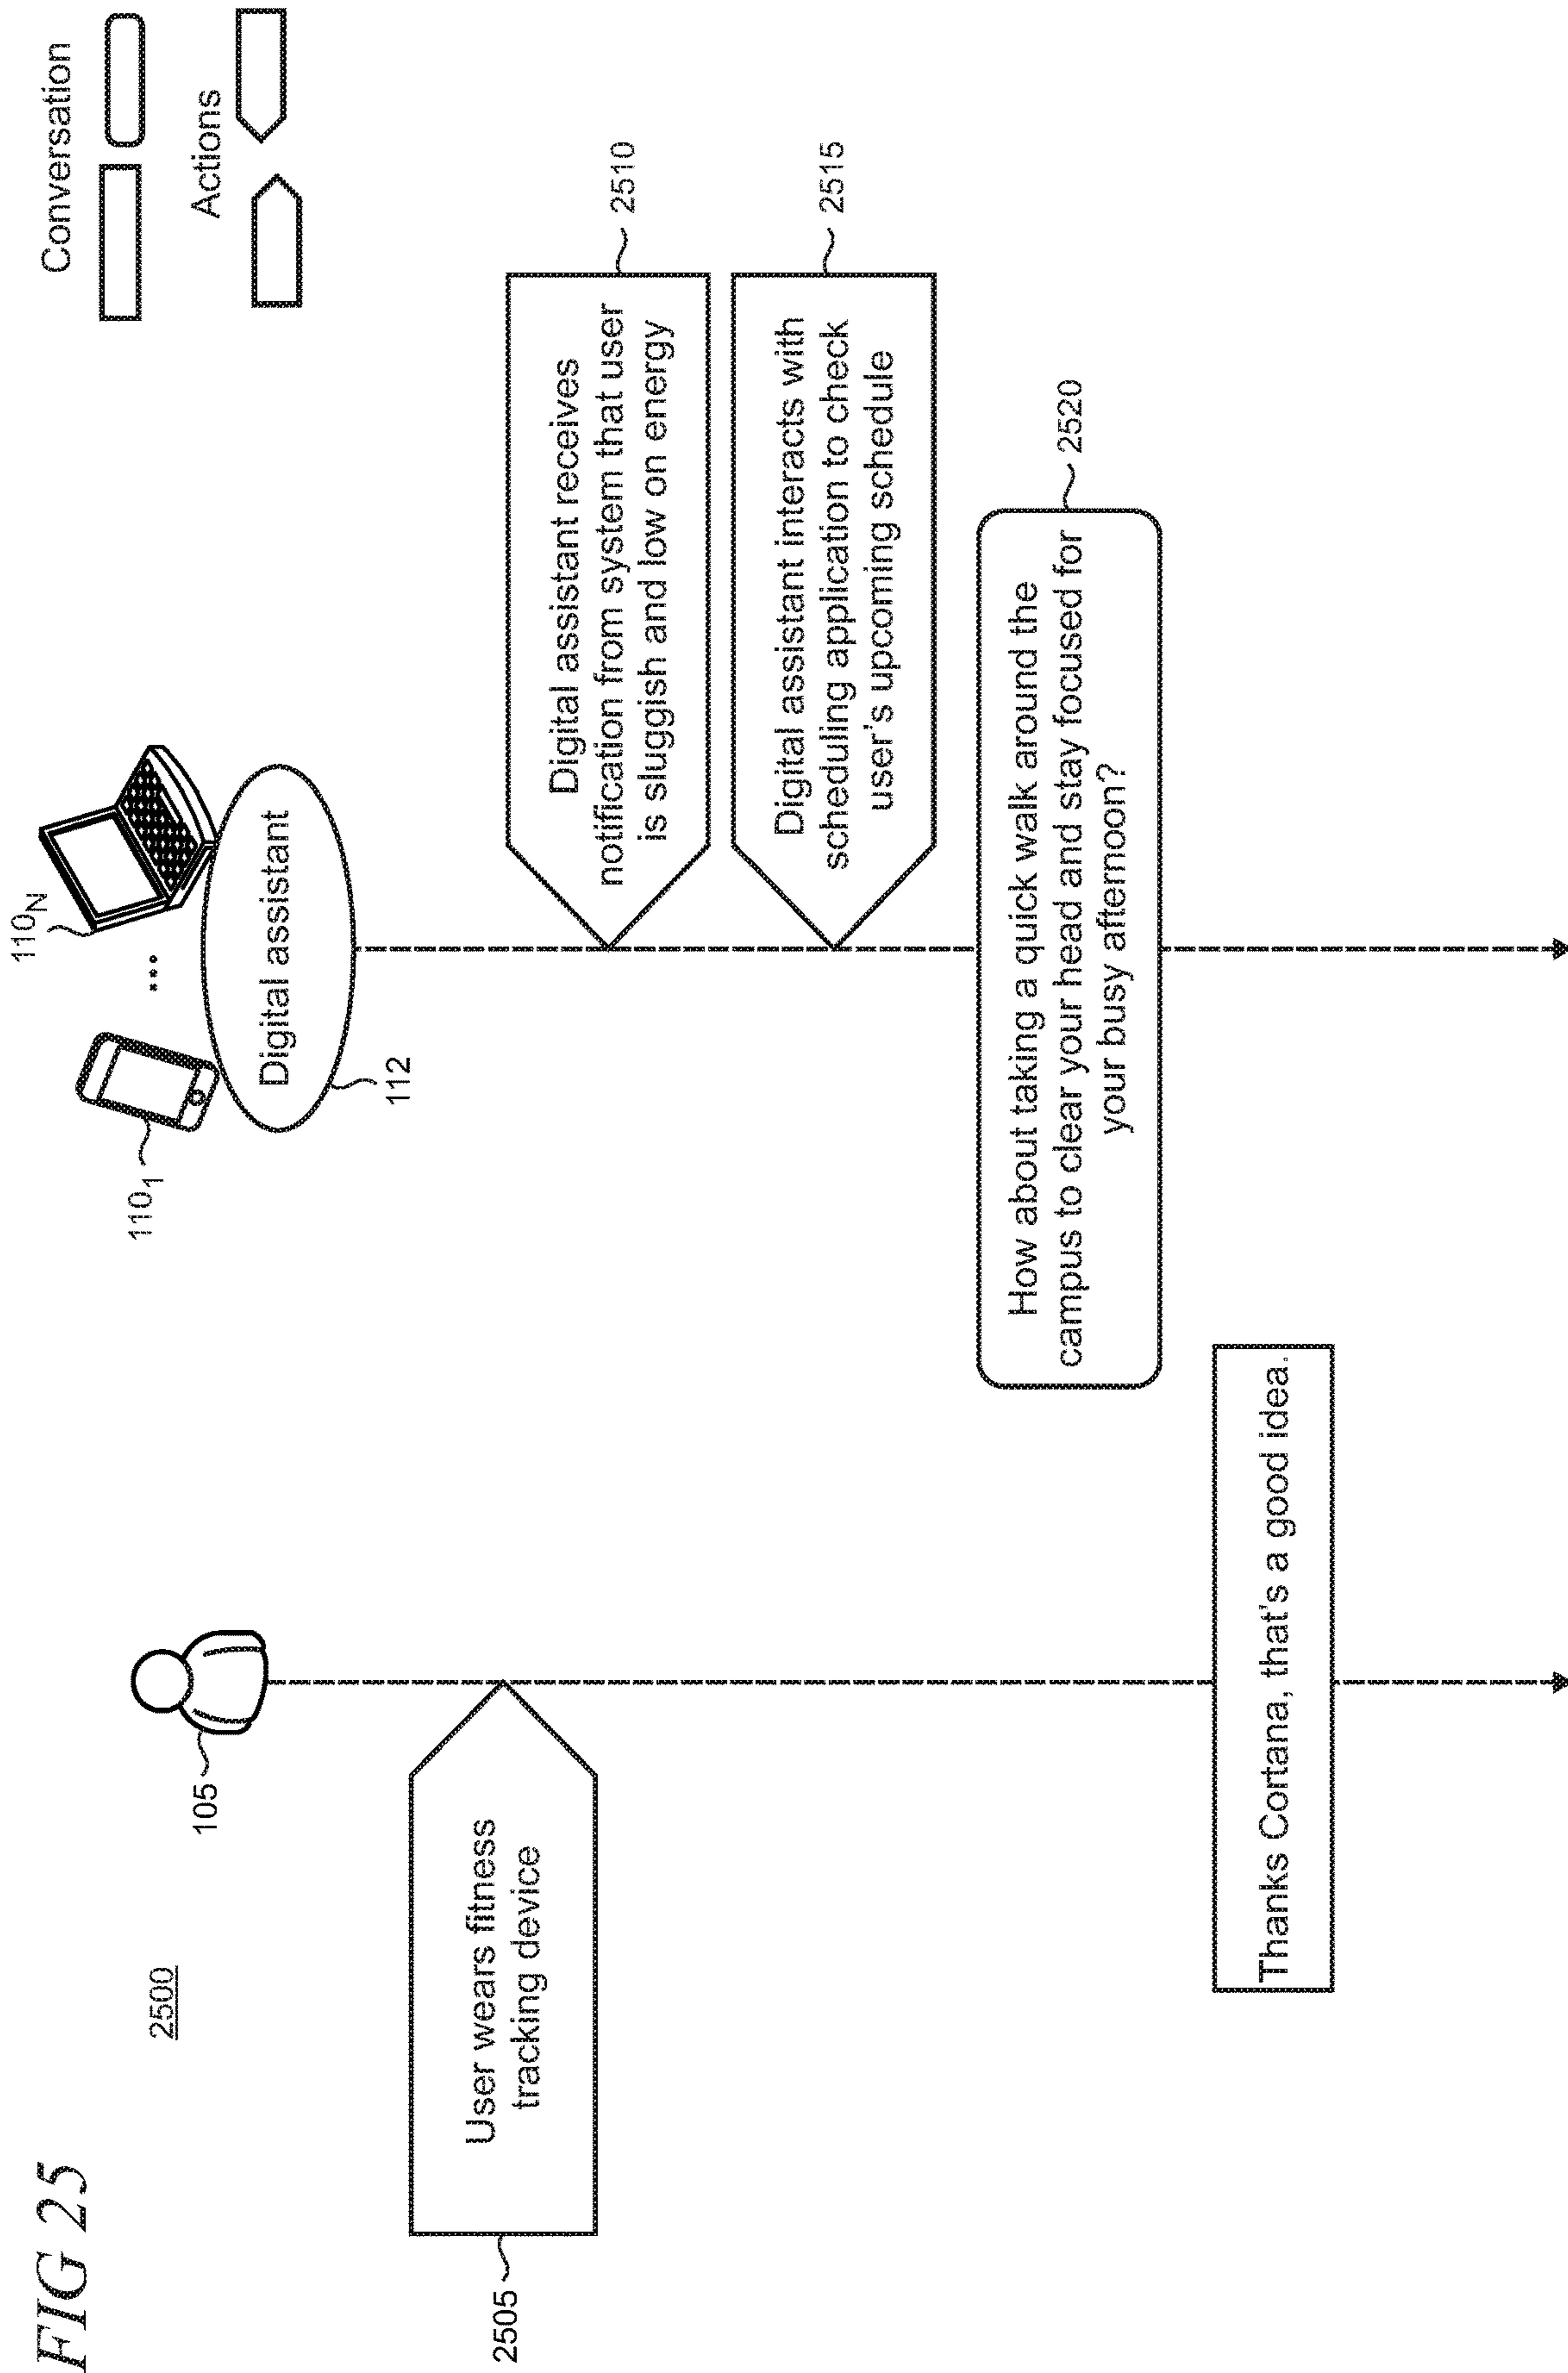 FIG 25
2500
105
110₁
...
110N
112
Digital assistant
Conversation
Actions
2505
User wears fitness
tracking device
Digital assistant receives
notification from system that user
is sluggish and low on energy
2510
Digital assistant interacts with
scheduling application to check
user's upcoming schedule
2515
How about taking a quick walk around the
campus to clear your head and stay focused for
your busy afternoon?
2520
Thanks Cortana, that's a good idea.